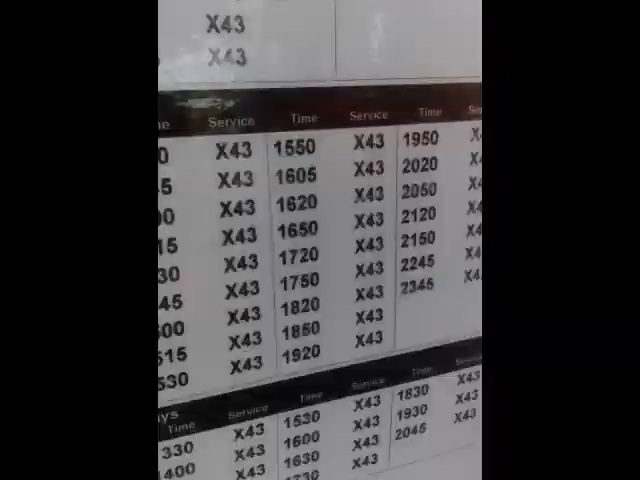 X43
X43
Service Time Service Time
X43 1550 X43 1950
X43 1605 X43 2020
X43 1620 X43 2050
X43 1650 X43 2120
X43 1720 X43 2150
X43 1750 X43 2245
X43 1820 X43 2345
X43 1850 X43
X43 1920 X43
Time Service Time Service Time
X43 1530 X43 1830 X43
X43 1600 X43 1930 X43
X43 1630 X43 2045 X43
X43